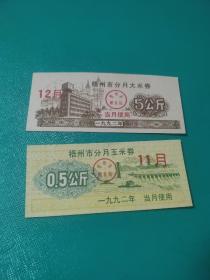 梧州市分月大米券
12月
5公斤
当月使用
一九九二年
梧州市分月玉米券
11月
0.5公斤
一九九二年 当月使用